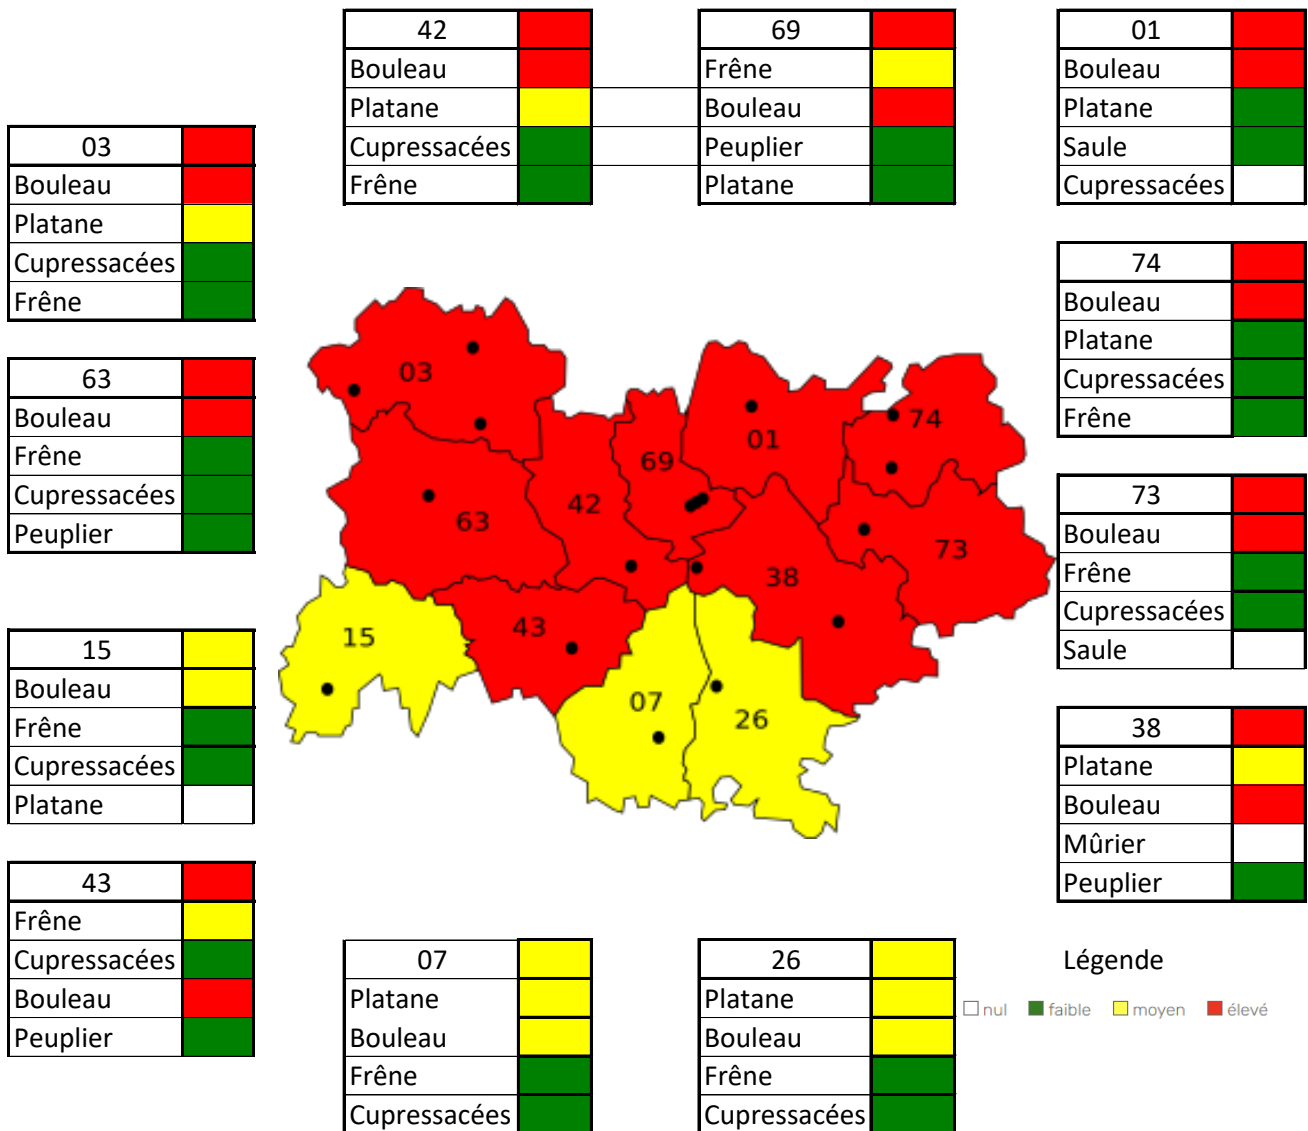 42
Bouleau
Platane
Cupressacées
Frêne
69
Frêne
Bouleau
Peuplier
Platane
01
Bouleau
Platane
Saule
Cupressacées
03
Bouleau
Platane
Cupressacées
Frêne
74
Bouleau
Platane
Cupressacées
Frêne
63
Bouleau
Frêne
Cupressacées
Peuplier
03
74
01
69
42
63
73
38
43
15
07
26
73
Bouleau
Frêne
Cupressacées
Saule
15
Bouleau
Frêne
Cupressacées
Platane
38
Platane
Bouleau
Mûrier
Peuplier
43
Frêne
Cupressacées
Bouleau
Peuplier
07
Platane
Bouleau
Frêne
Cupressacées
26
Platane
Bouleau
Frêne
Cupressacées
Légende
nul faible moyen élevé